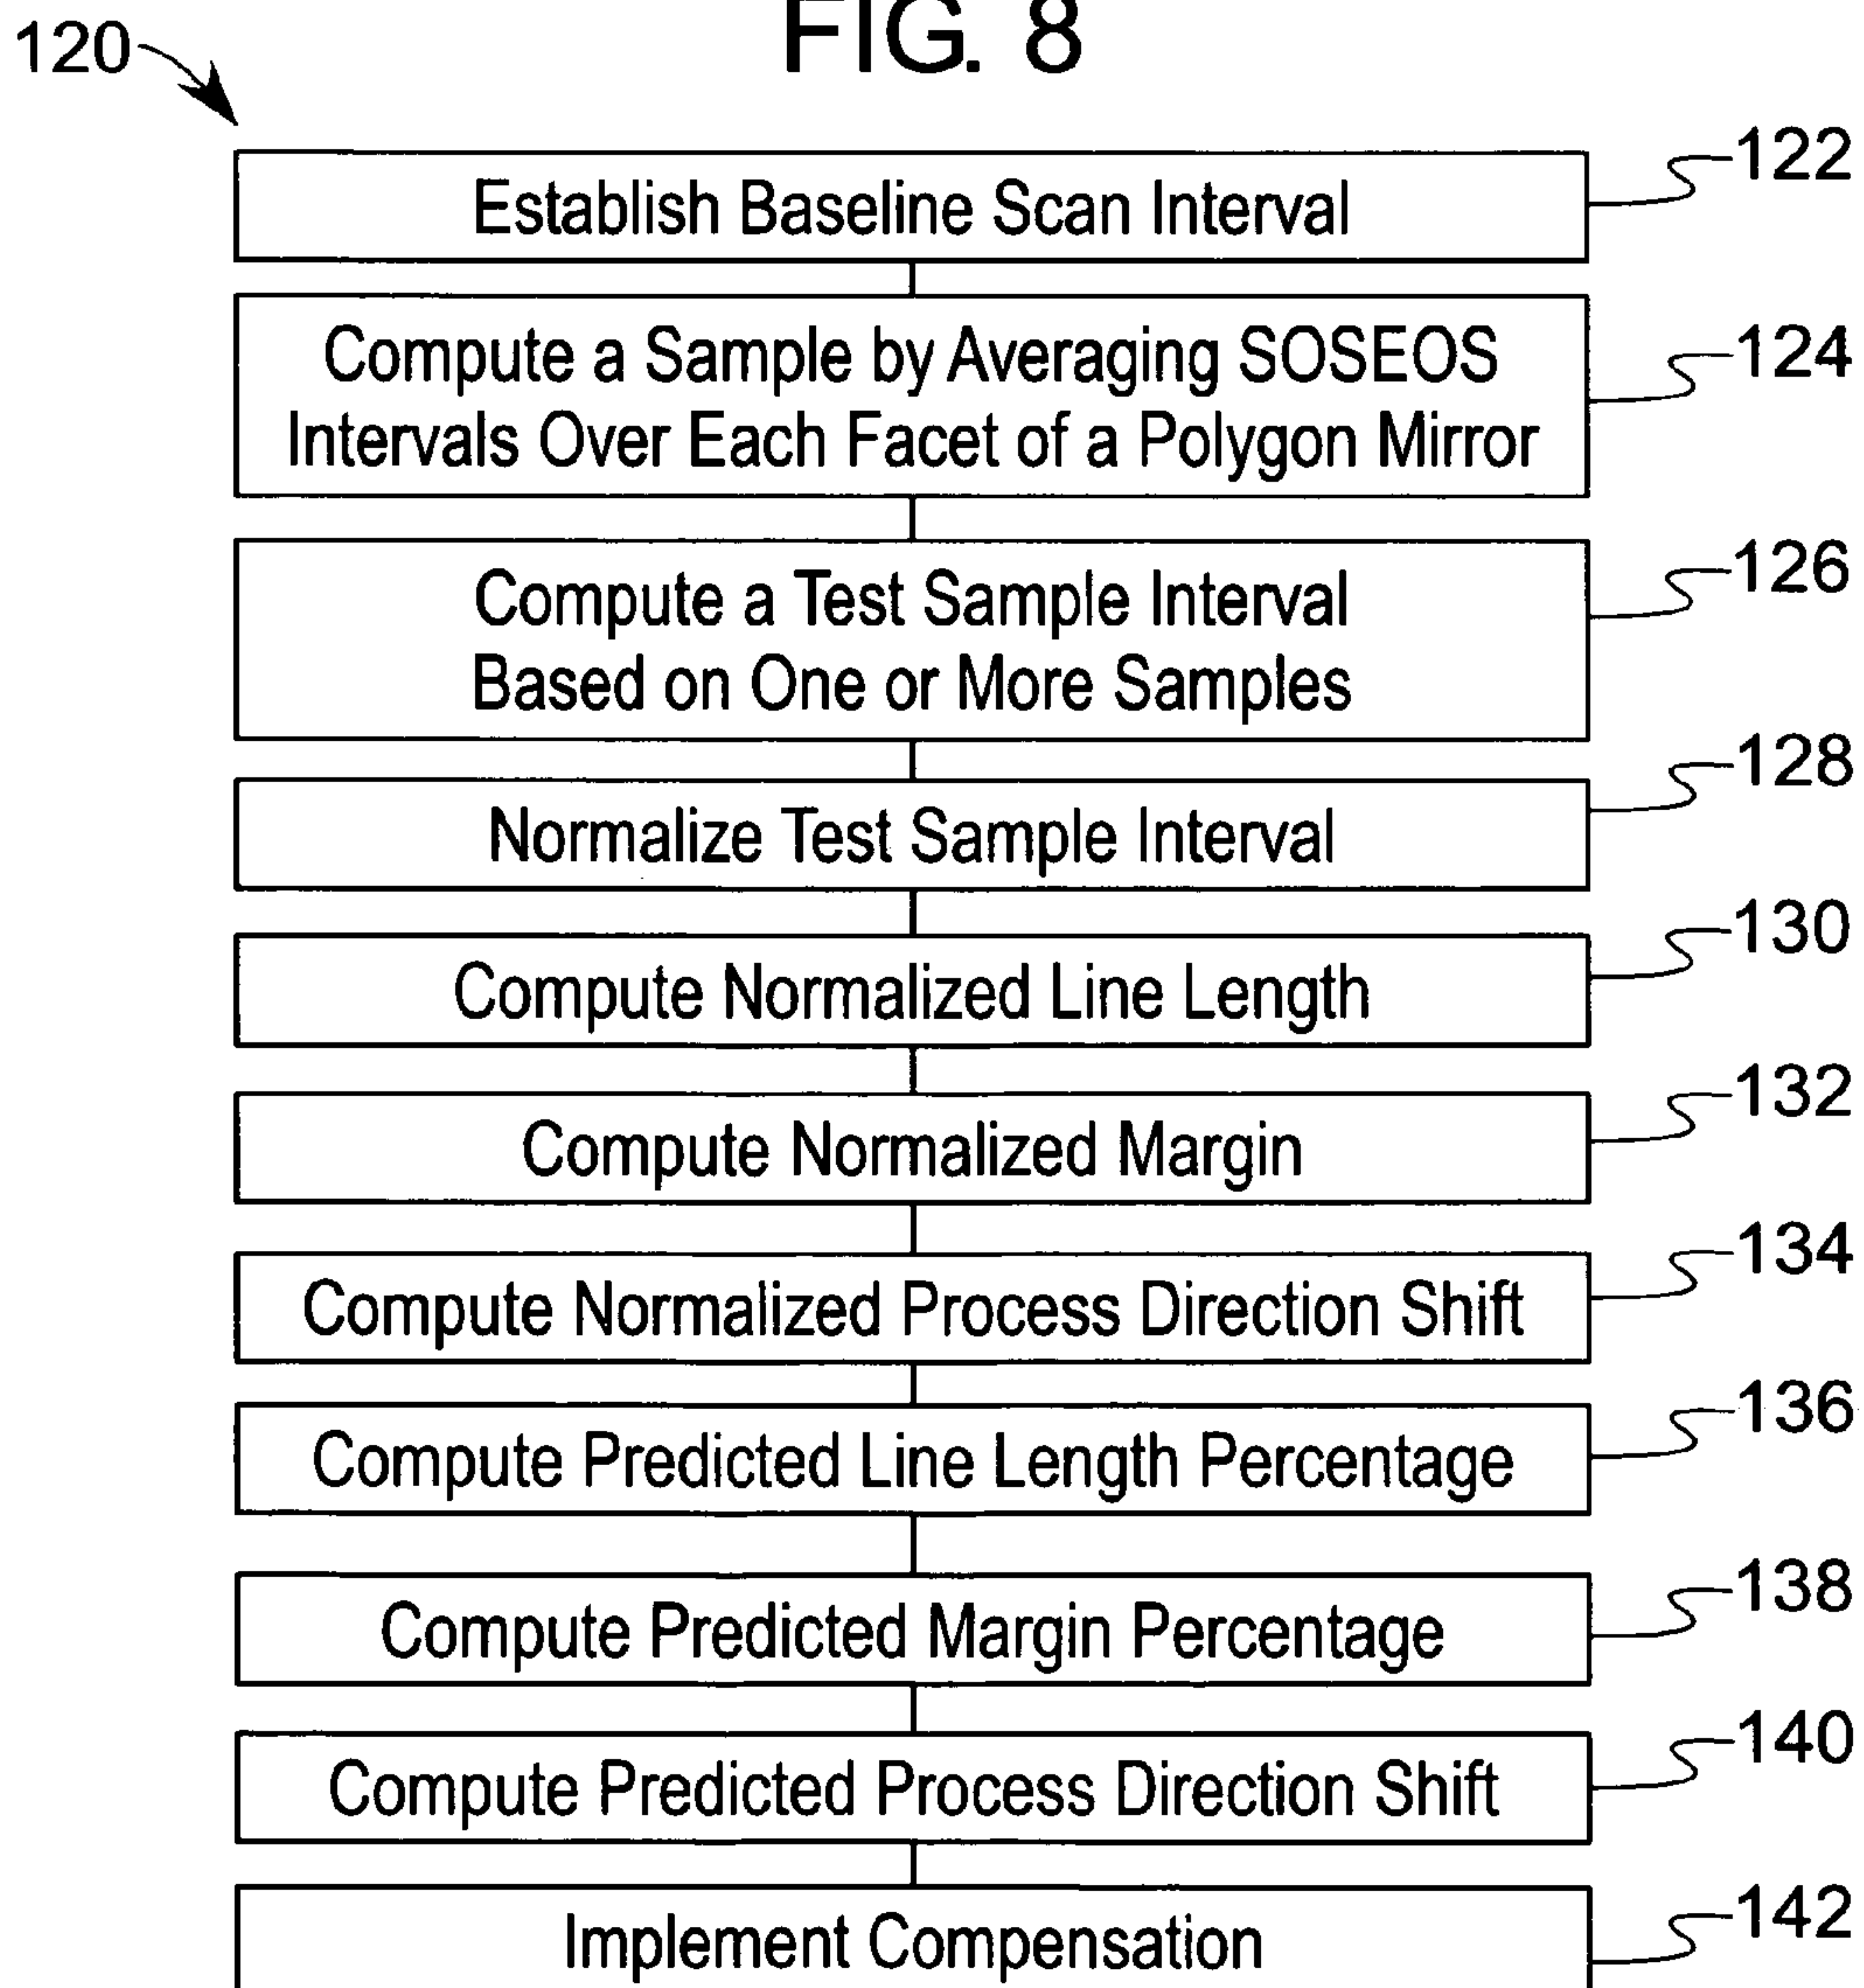 FIG. 8
120
Establish Baseline Scan Interval
122
Compute a Sample by Averaging SOSEOS
Intervals Over Each Facet of a Polygon Mirror
124
Compute a Test Sample Interval
Based on One or More Samples
126
Normalize Test Sample Interval
128
Compute Normalized Line Length
130
Compute Normalized Margin
132
Compute Normalized Process Direction Shift
134
Compute Predicted Line Length Percentage
136
Compute Predicted Margin Percentage
138
Compute Predicted Process Direction Shift
140
Implement Compensation
142